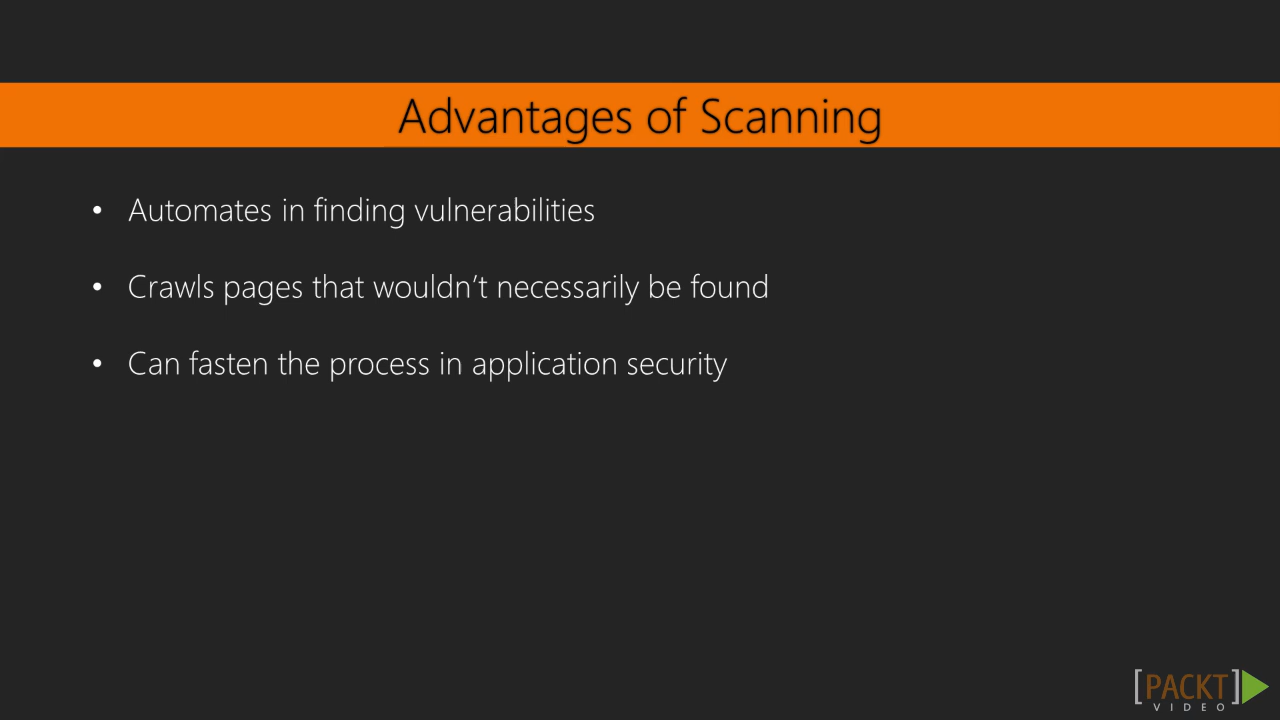 Advantages of Scanning
• Automates in finding vulnerabilities
• Crawls pages that wouldn't necessarily be found
• Can fasten the process in application security
[PACKT]
VIDEO